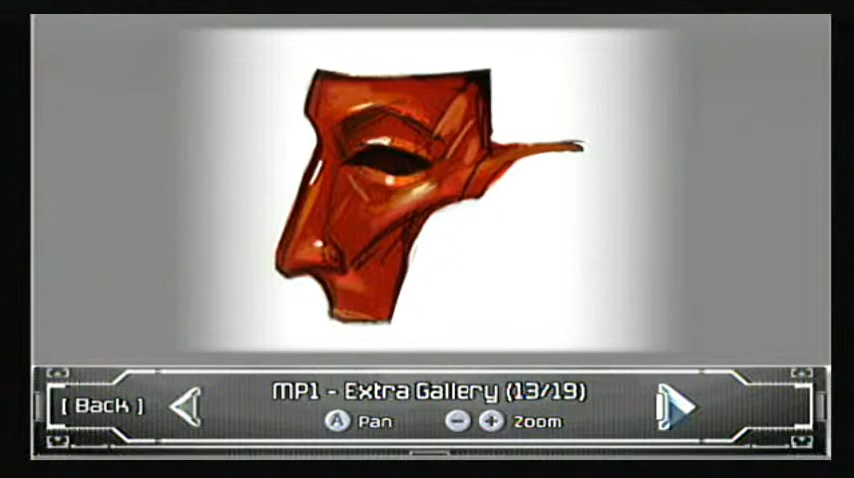 MP1 - Extra Gallery (13/19)
[ Back ]
A Pan - + Zoom